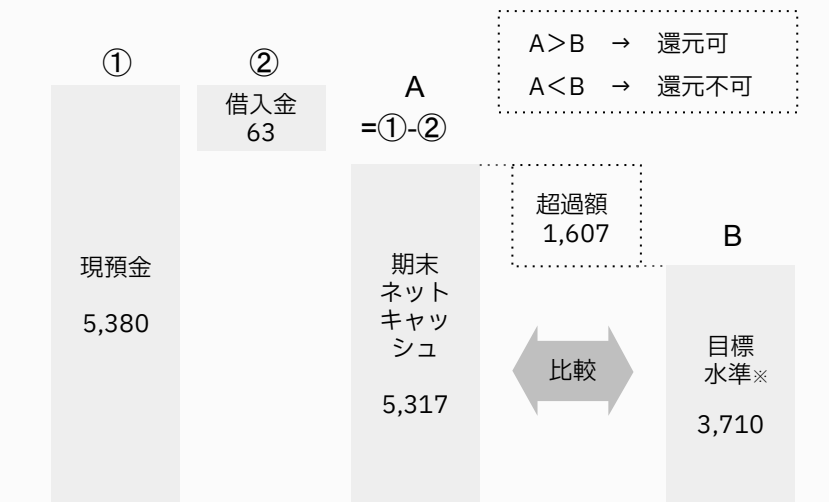 A＞B → 還元可
A＜B → 還元不可
①
②
A
=①-②
B
借入金
63
現預金
5,380
期末
ネット
キャッ
シュ
5,317
超過額
1,607
比較
目標
水準※
3,710